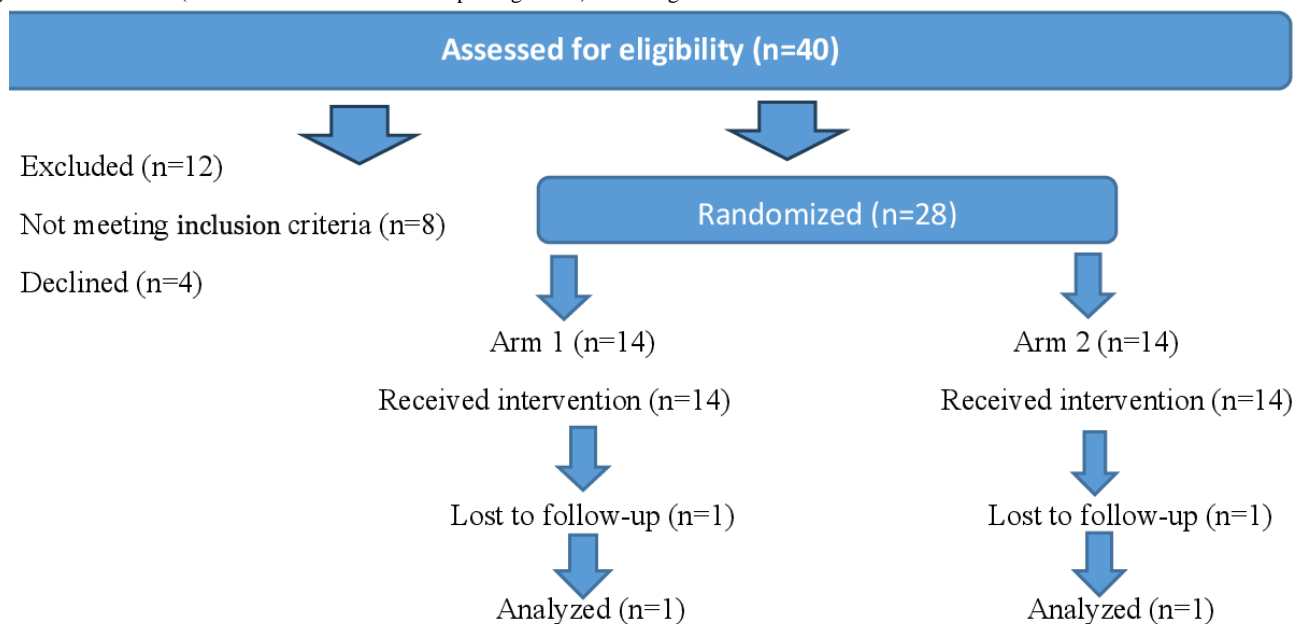 Assessed for eligibility (n=40)
Excluded (n=12)
Not meeting inclusion criteria (n=8)
Declined (n=4)
Randomized (n=28)
Arm 1 (n=14)
Arm 2 (n=14)
Received intervention (n=14)
Received intervention (n=14)
Lost to follow-up (n=1)
Lost to follow-up (n=1)
Analyzed (n=1)
Analyzed (n=1)